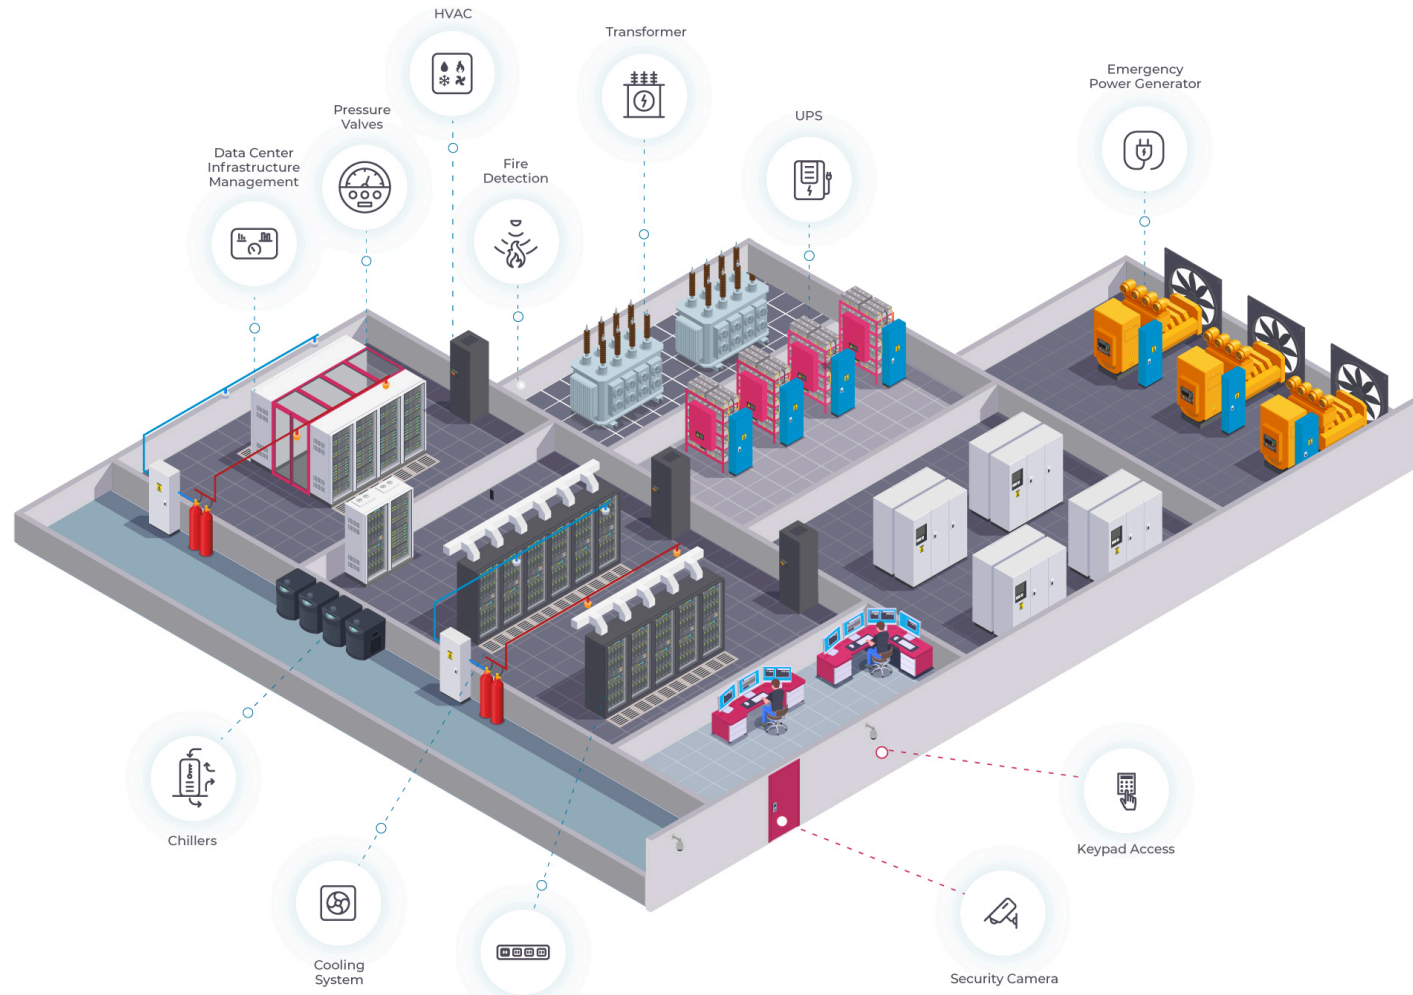 HVAC
Transformer
Emergency
Power Generator
Pressure
Valves
UPS
Data Center
Infrastructure
Management
Fire
Detection
Chillers
Keypad Access
Cooling
System
Security Camera